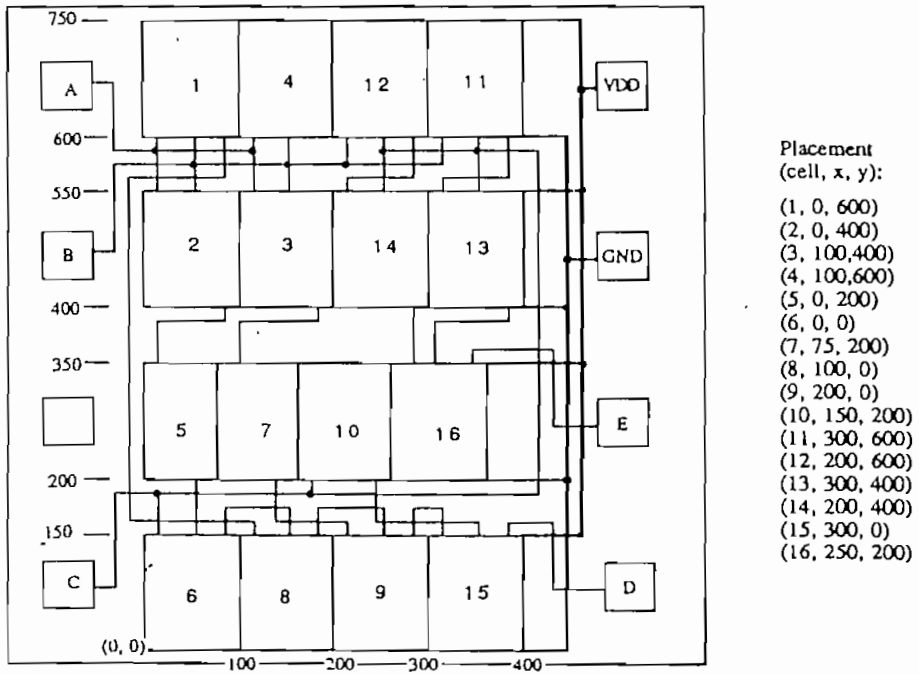 750
A
1
4
12
11
VDD
600
550
B
2
3
14
13
GND
400
350
5
7
10
16
E
200
150
C
6
8
9
15
D
(0, 0)
100
200
300
400
Placement
(cell, x, y):
(1, 0, 600)
(2, 0, 400)
(3, 100,400)
(4, 100,600)
(5, 0, 200)
(6, 0, 0)
(7, 75, 200)
(8, 100, 0)
(9, 200, 0)
(10, 150, 200)
(11, 300, 600)
(12, 200, 600)
(13, 300, 400)
(14, 200, 400)
(15, 300, 0)
(16, 250, 200)